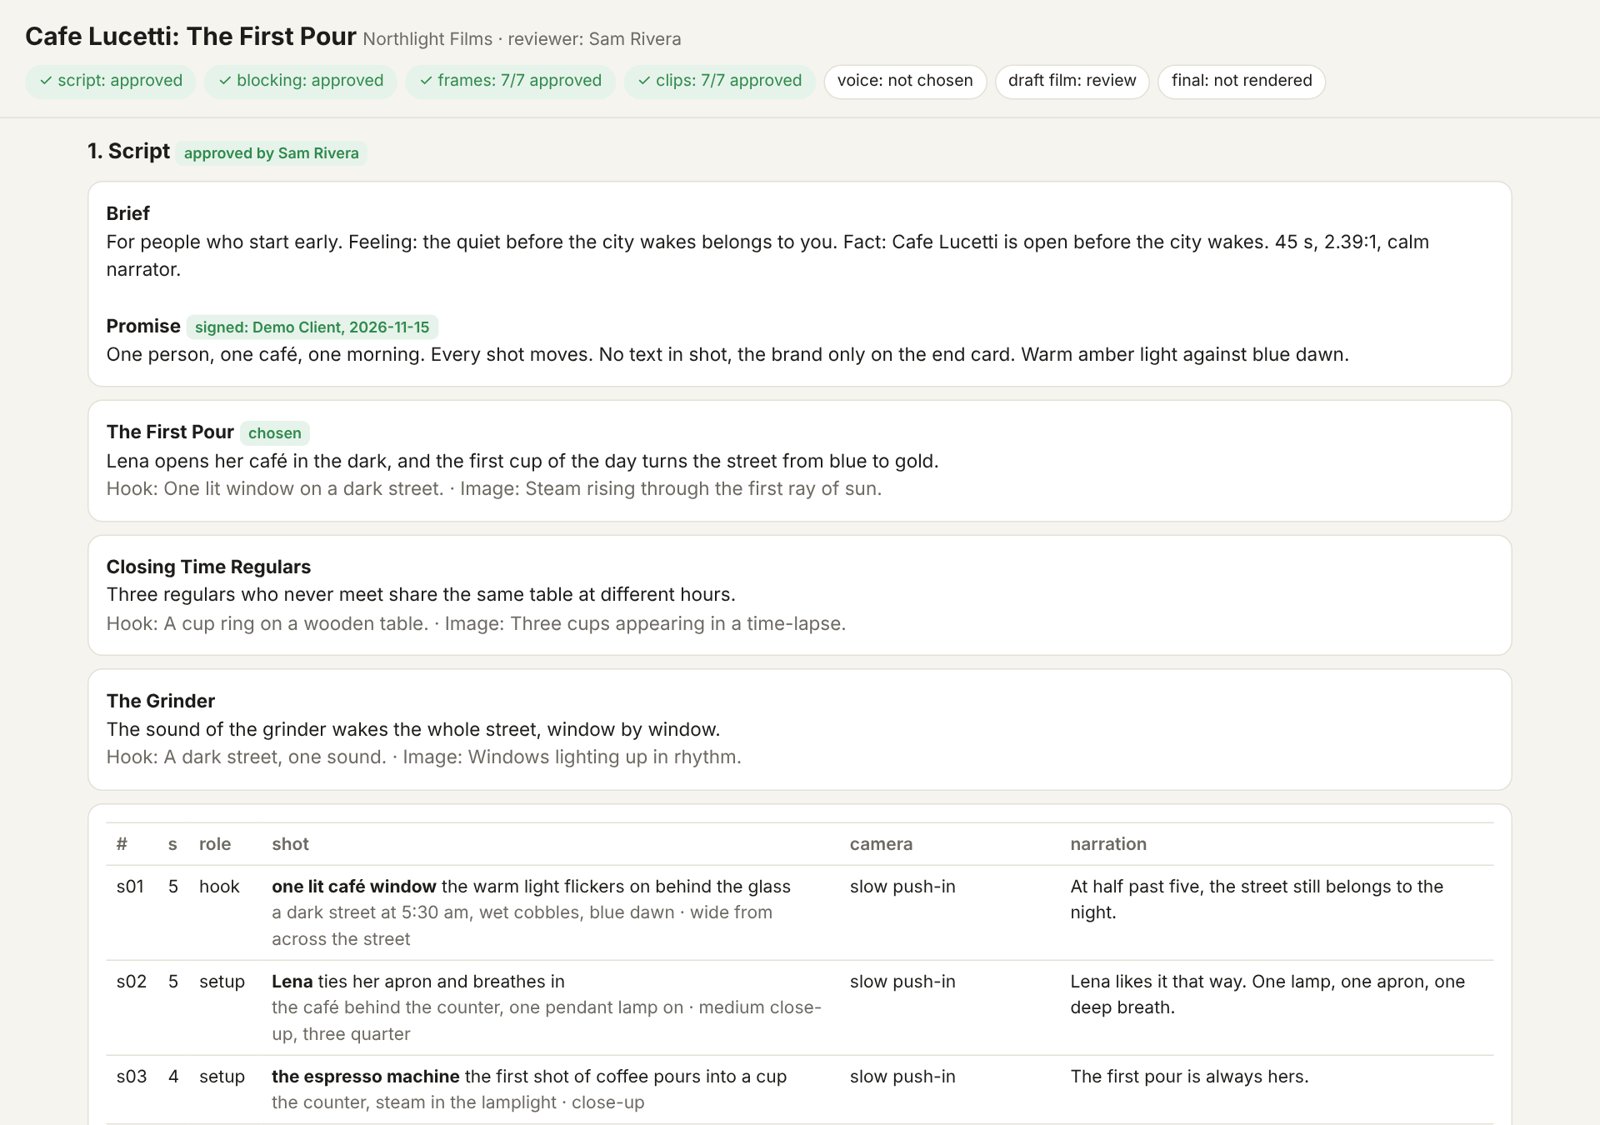 Cafe Lucetti: The First Pour Northlight Films · reviewer: Sam Rivera
✓ script: approved ✓ blocking: approved ✓ frames: 7/7 approved ✓ clips: 7/7 approved voice: not chosen draft film: review final: not rendered
1. Script approved by Sam Rivera
Brief
For people who start early. Feeling: the quiet before the city wakes belongs to you. Fact: Cafe Lucetti is open before the city wakes. 45 s, 2.39:1, calm
narrator.
Promise signed: Demo Client, 2026-11-15
One person, one café, one morning. Every shot moves. No text in shot, the brand only on the end card. Warm amber light against blue dawn.
The First Pour chosen
Lena opens her café in the dark, and the first cup of the day turns the street from blue to gold.
Hook: One lit window on a dark street. · Image: Steam rising through the first ray of sun.
Closing Time Regulars
Three regulars who never meet share the same table at different hours.
Hook: A cup ring on a wooden table. · Image: Three cups appearing in a time-lapse.
The Grinder
The sound of the grinder wakes the whole street, window by window.
Hook: A dark street, one sound. · Image: Windows lighting up in rhythm.
# s role shot camera narration
s01 5 hook one lit café window the warm light flickers on behind the glass slow push-in At half past five, the street still belongs to the
a dark street at 5:30 am, wet cobbles, blue dawn · wide from night.
across the street
s02 5 setup Lena ties her apron and breathes in slow push-in Lena likes it that way. One lamp, one apron, one
the café behind the counter, one pendant lamp on · medium close- deep breath.
up, three quarter
s03 4 setup the espresso machine the first shot of coffee pours into a cup slow push-in The first pour is always hers.
the counter, steam in the lamplight · close-up